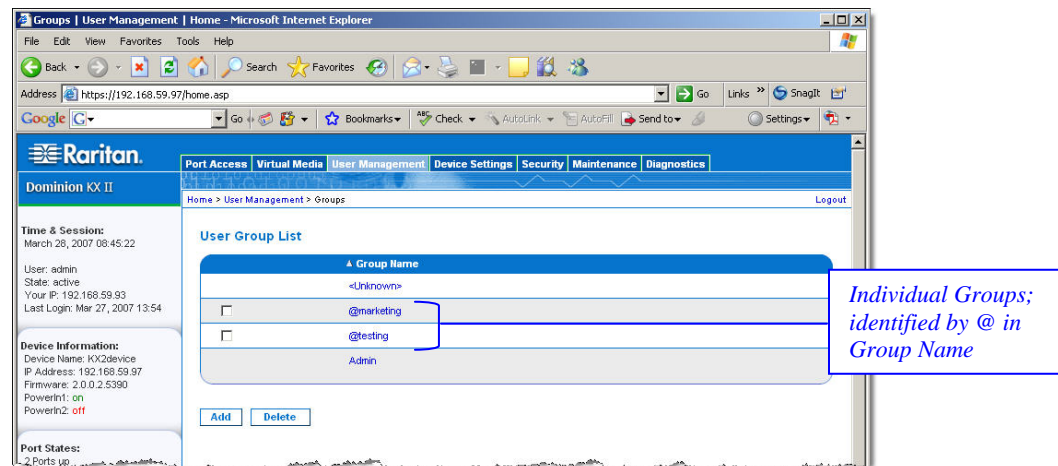 Groups | User Management | Home - Microsoft Internet Explorer
File Edit View Favorites Tools Help
Back Search Favorites
Address https://192.168.59.97/home.asp Go Links » SnagIt
Google G Go Bookmarks ABC Check AutoLink AutoFill Send to Settings
Raritan.
Port Access Virtual Media User Management Device Settings Security Maintenance Diagnostics
Dominion KX II
Home > User Management > Groups Logout
Time & Session:
March 28, 2007 08:45:22
User: admin
State: active
Your IP: 192.168.59.93
Last Login: Mar 27, 2007 13:54
Device Information:
Device Name: KX2device
IP Address: 192.168.59.97
Firmware: 2.0.0.2.5390
PowerIn1: on
PowerIn2: off
Port States:
2 Ports up
User Group List
▲ Group Name
<Unknown>
@marketing
@testing
Admin
Add Delete
Individual Groups;
identified by @ in
Group Name